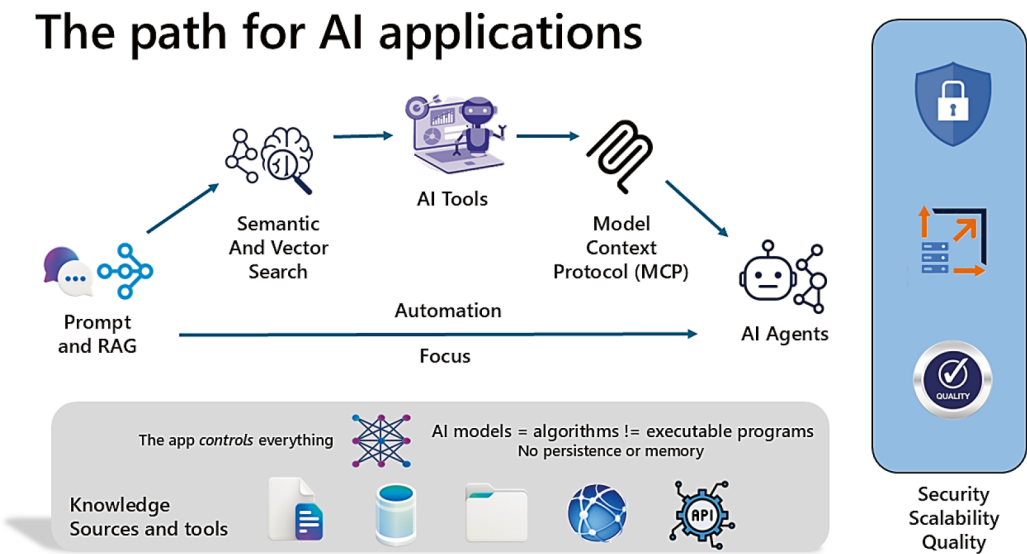 The path for AI applications
AI Tools
Semantic
And Vector
Search
Model
Context
Protocol (MCP)
Prompt
and RAG
Automation
Focus
AI Agents
QUALITY
The app controls everything
AI models = algorithms != executable programs
No persistence or memory
Knowledge
Sources and tools
API
Security
Scalability
Quality